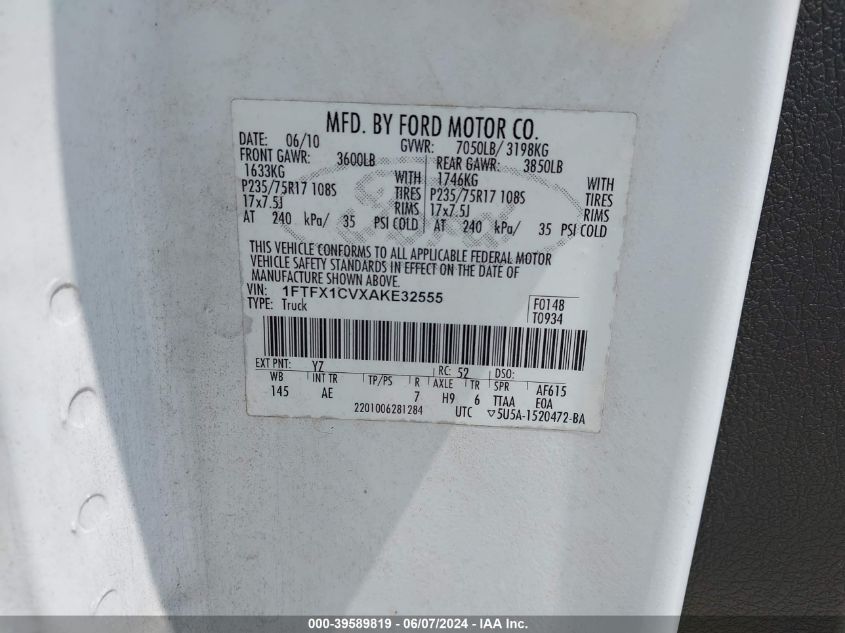 MFD. BY FORD MOTOR CO.
DATE: 06/10 GVWR: 7050LB/ 3198KG
FRONT GAWR: 3600LB REAR GAWR: 3850LB
1633KG WITH 1746KG WITH
P235/75R17 108S TIRES P235/75R17 108S TIRES
17x7.5J RIMS 17x7.5J RIMS
AT 240 kPa/ 35 PSI COLD AT 240 kPa/ 35 PSI COLD
THIS VEHICLE CONFORMS TO ALL APPLICABLE FEDERAL MOTOR
VEHICLE SAFETY STANDARDS IN EFFECT ON THE DATE OF
MANUFACTURE SHOWN ABOVE.
VIN: 1FTFX1CVXAKE32555
TYPE: Truck
F0148
T0934
EXT PNT: YZ RC: 52 DSO:
WB INT TR TP/PS R AXLE TR SPR AF615
145 AE 7 H9 6 TTAA EOA
2201006281284 UTC ▽5U5A-1520472-BA
000-39589819 - 06/07/2024 - IAA Inc.